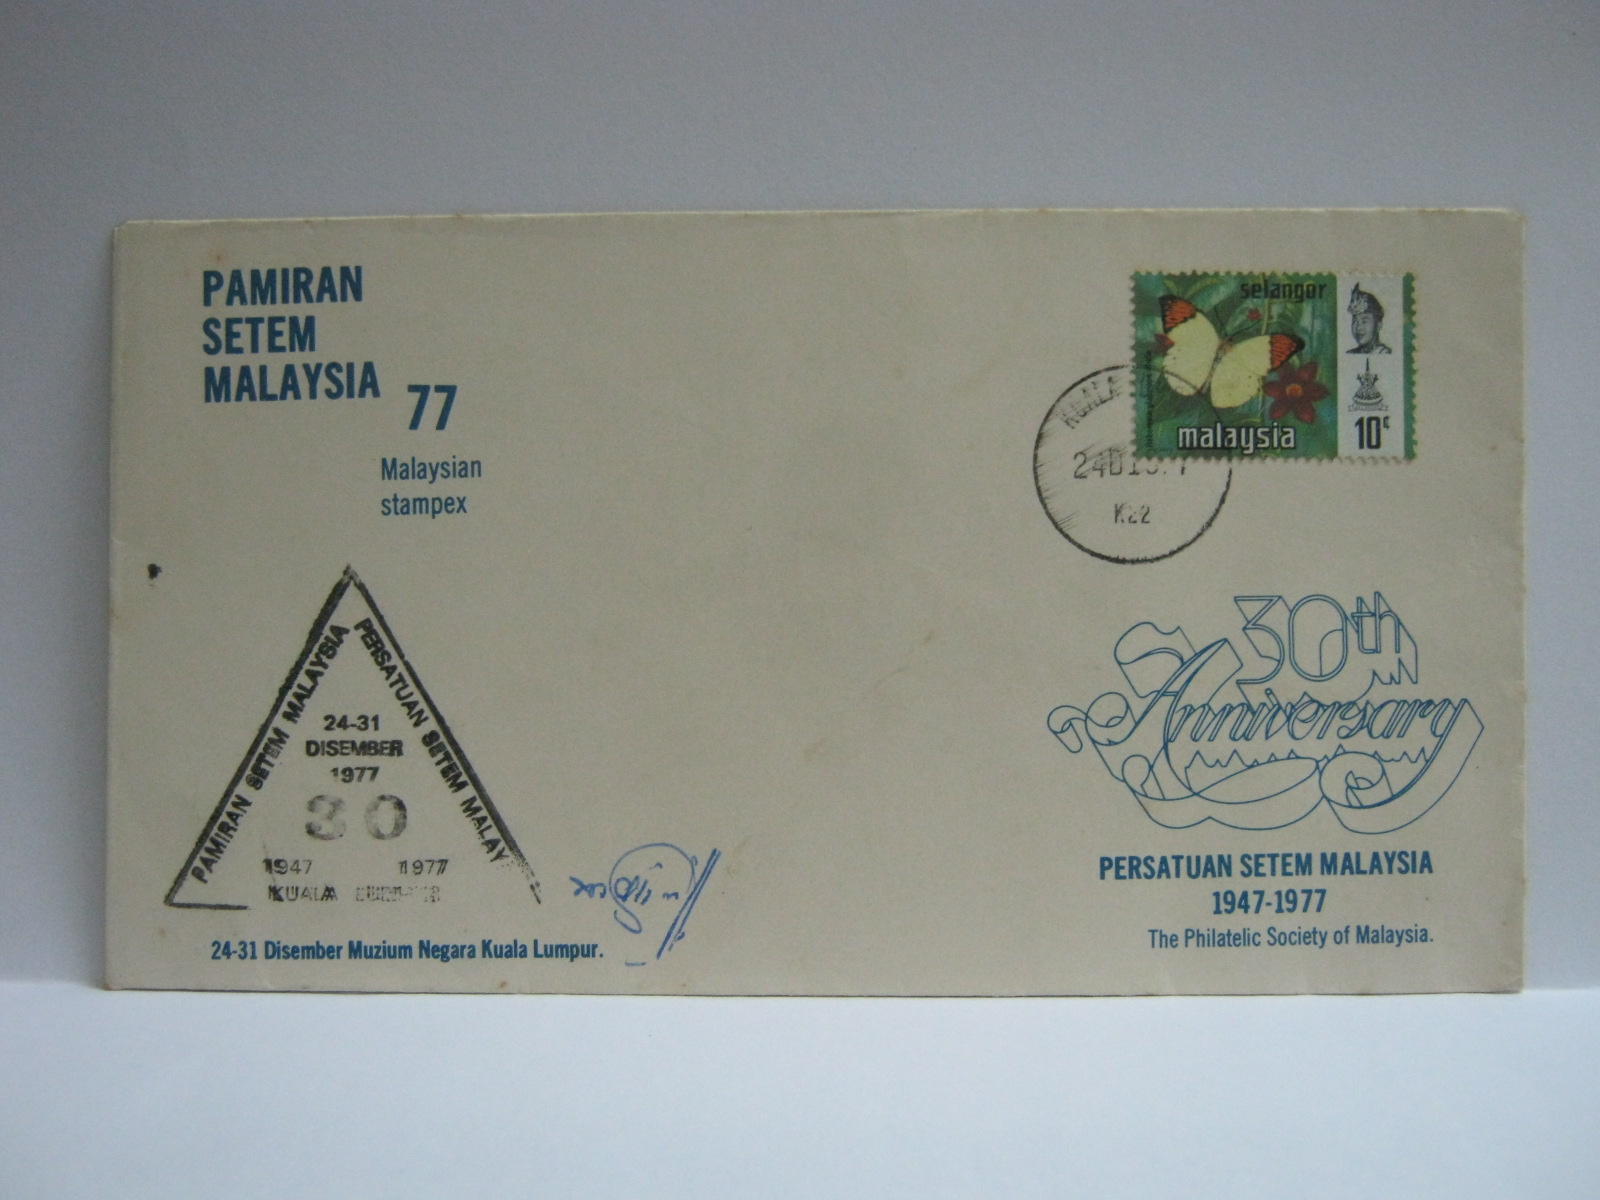 PAMIRAN
SETEM
MALAYSIA 77
Malaysian
stampex
selangor
malaysia
10c
KUALA
K22
PAMIRAN SETEM MALAYSIA
PERSATUAN SETEM MALAY
24-31
DISEMBER
1977
30
1947 1977
KUALA
24-31 Disember Muzium Negara Kuala Lumpur.
30th
Anniversary
PERSATUAN SETEM MALAYSIA
1947-1977
The Philatelic Society of Malaysia.